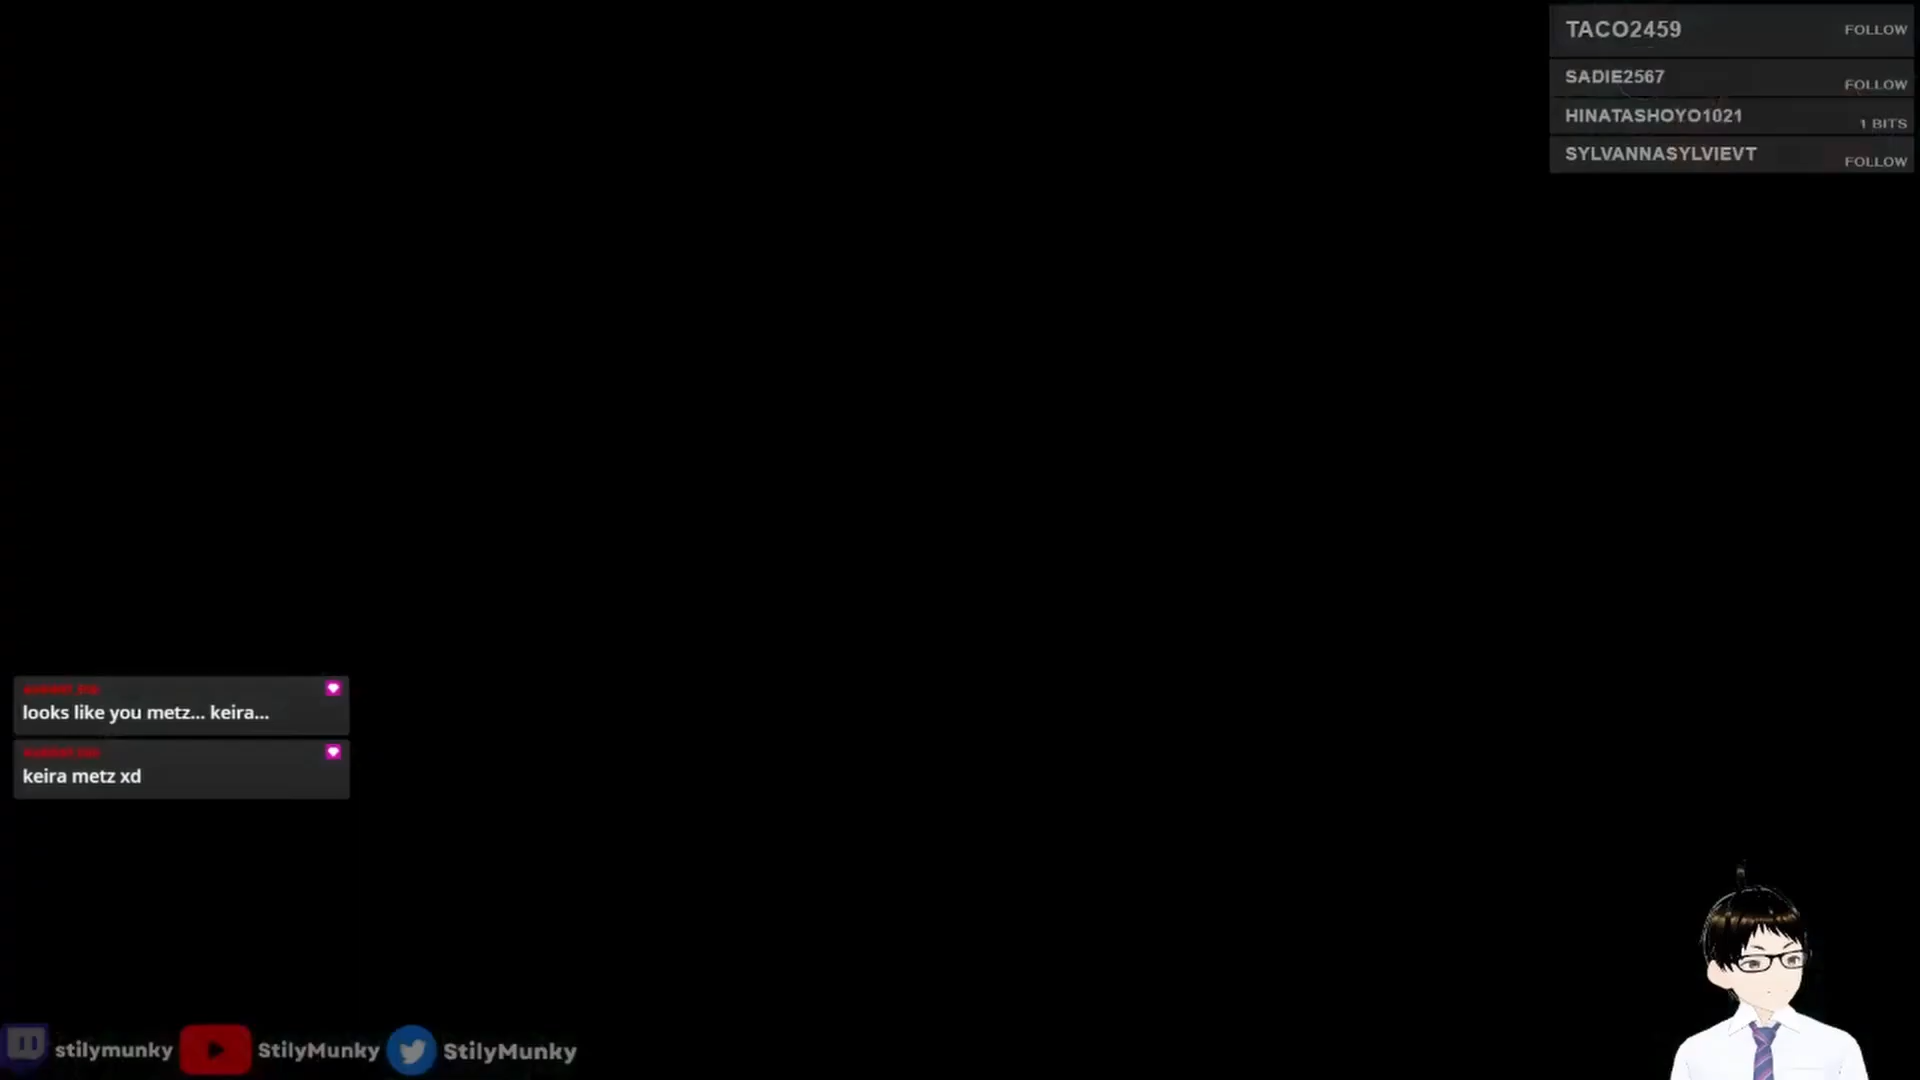 TACO2459 FOLLOW
SADIE2567 FOLLOW
HINATASHOYO1021 1 BITS
SYLVANNASYLVIEVT FOLLOW
looks like you metz... keira...
keira metz xd
stilymunky StilyMunky StilyMunky